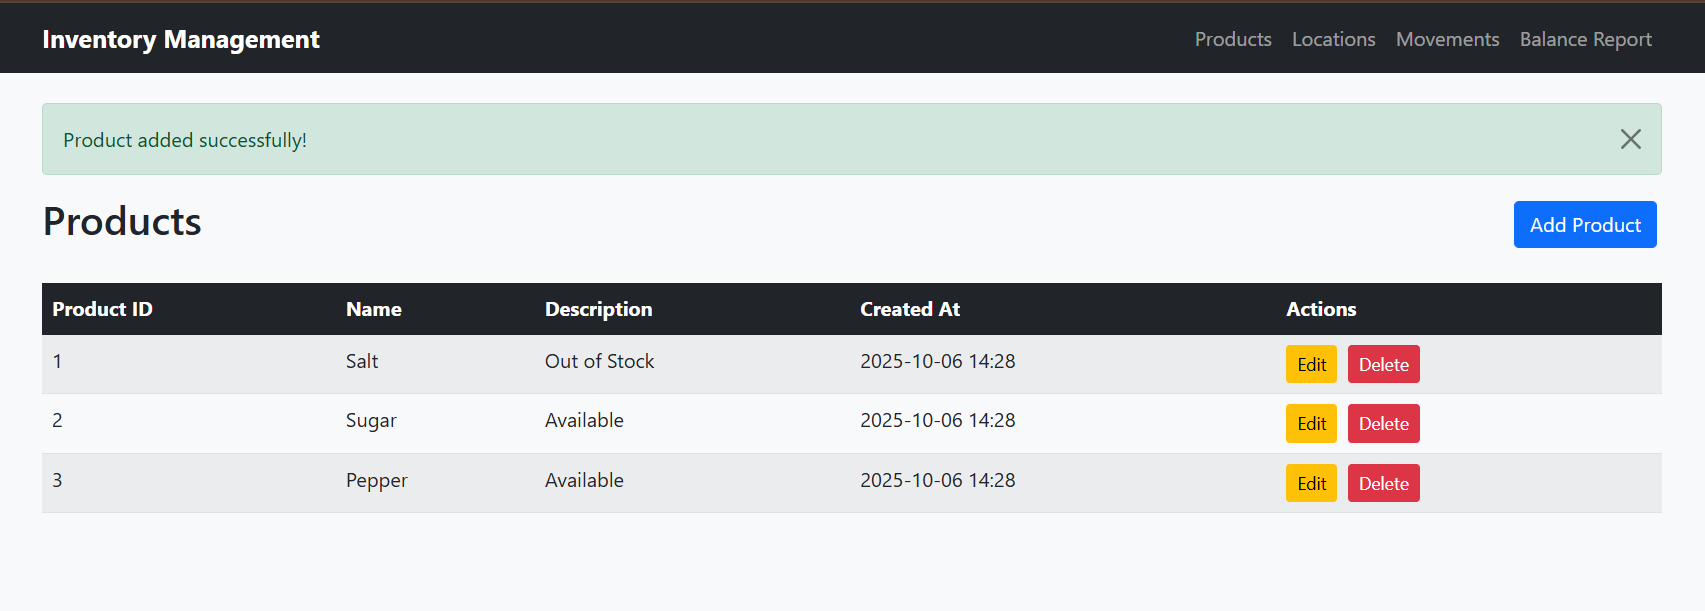 Inventory Management Products Locations Movements Balance Report
Product added successfully!
Products Add Product
Product ID Name Description Created At Actions
1 Salt Out of Stock 2025-10-06 14:28 Edit Delete
2 Sugar Available 2025-10-06 14:28 Edit Delete
3 Pepper Available 2025-10-06 14:28 Edit Delete